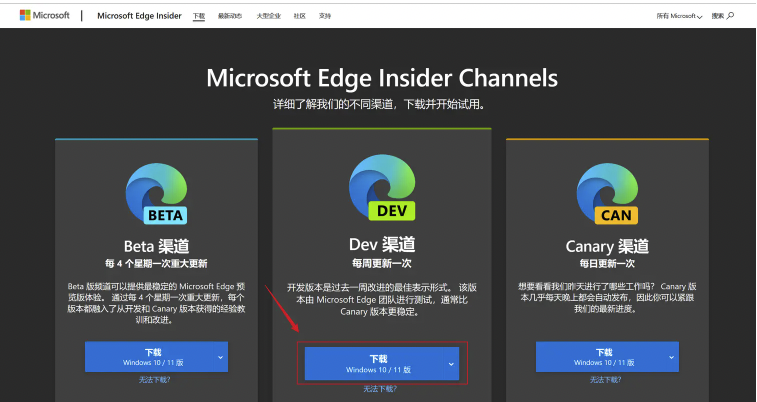 Microsoft | Microsoft Edge Insider 下载 最新动态 大型企业 社区 支持 所有 Microsoft 搜索
Microsoft Edge Insider Channels
详细了解我们的不同渠道，下载并开始试用。
BETA
Beta 渠道
每 4 个星期一次重大更新
Beta 版频道可以提供最稳定的 Microsoft Edge 预
览版体验。 通过每 4 个星期一次重大更新，每个
版本都融入了从开发和 Canary 版本获得的经验教
训和改进。
下载
Windows 10 / 11 版
无法下载?
DEV
Dev 渠道
每周更新一次
开发版本是过去一周改进的最佳表示形式。 该版
本由 Microsoft Edge 团队进行测试，通常比
Canary 版本更稳定。
下载
Windows 10 / 11 版
无法下载?
CAN
Canary 渠道
每日更新一次
想要看看我们昨天进行了哪些工作吗? Canary 版
本几乎每天晚上都会自动发布，因此你可以紧跟
我们的最新进度。
下载
Windows 10 / 11 版
无法下载?